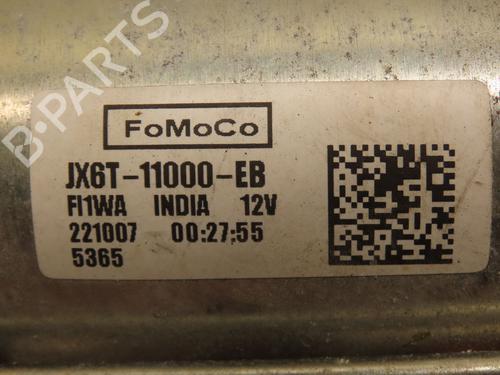 B-PARTS
FoMoCo
JX6T-11000-EB
FI1WA INDIA 12V
221007 00:27:55
5365